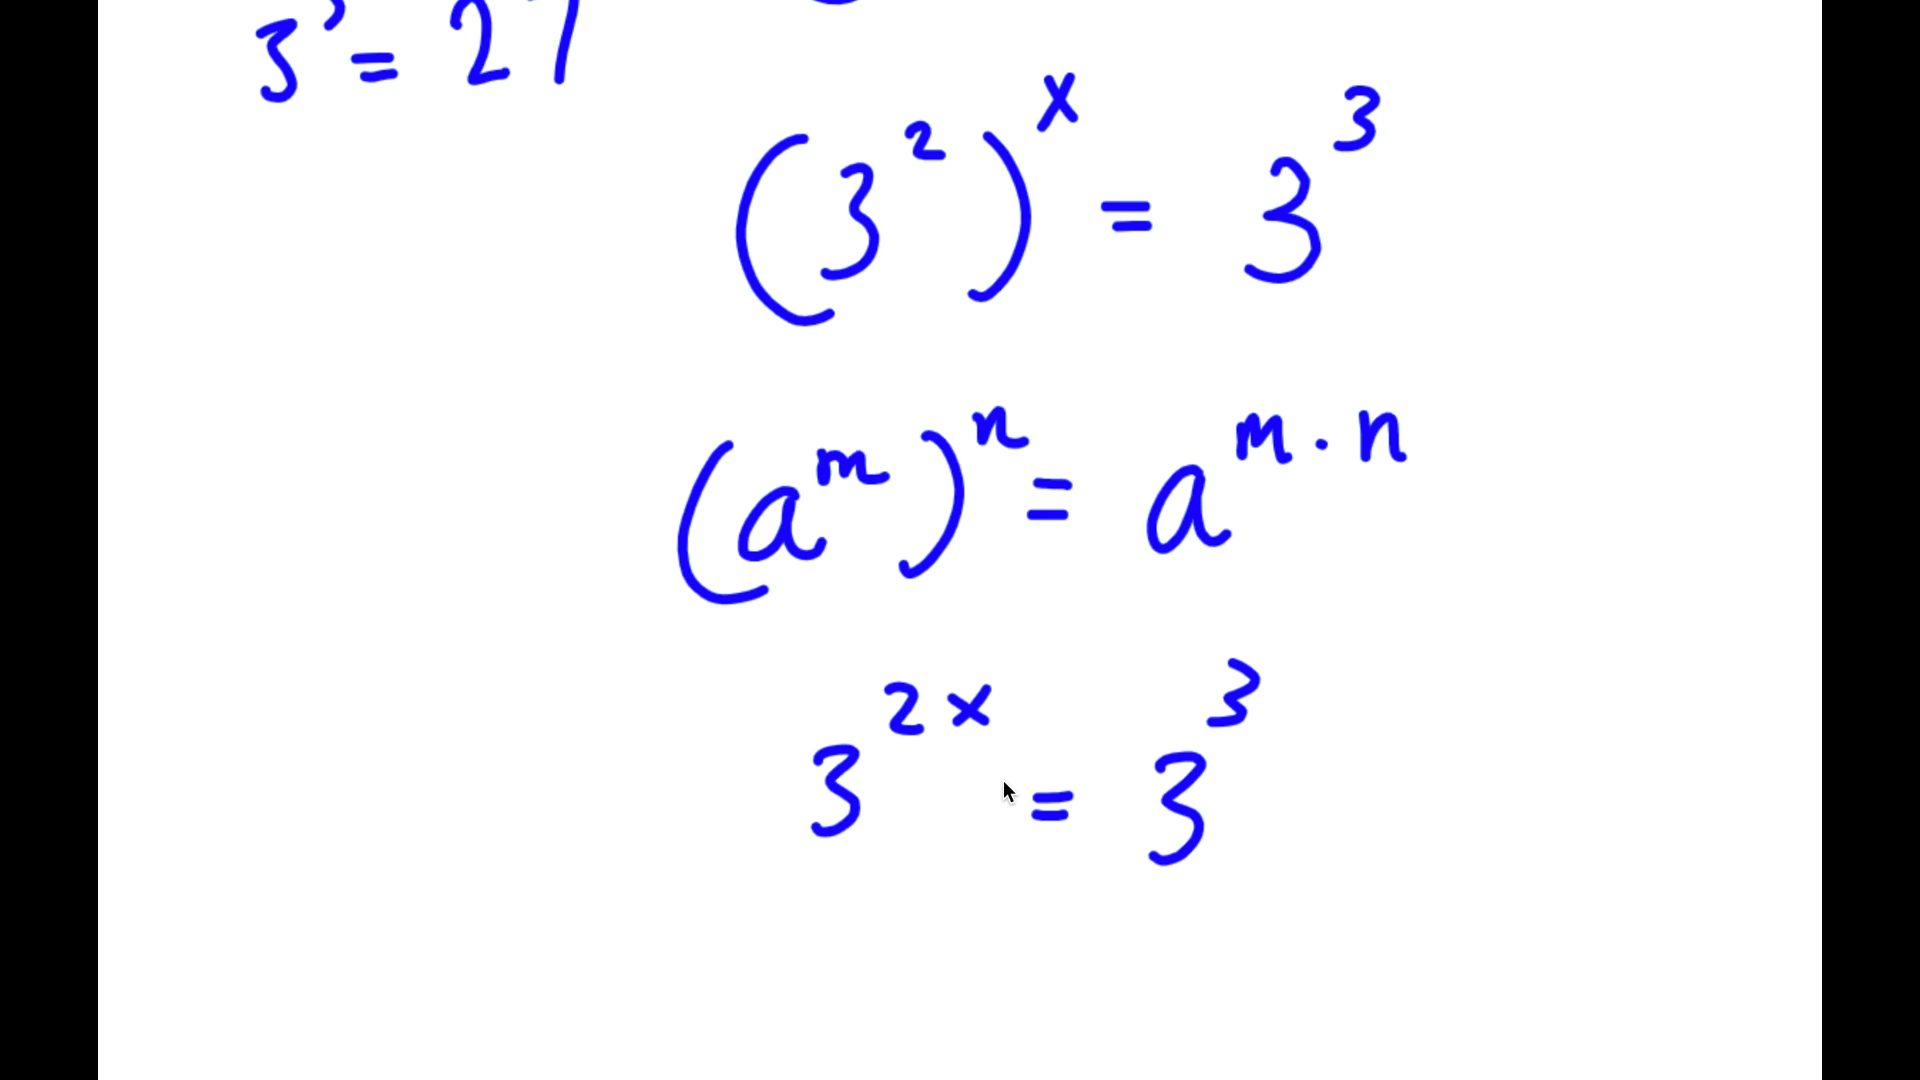 3³ = 27
(3²)ˣ = 3³
(aᵐ)ⁿ = aᵐ·ⁿ
3²ˣ = 3³